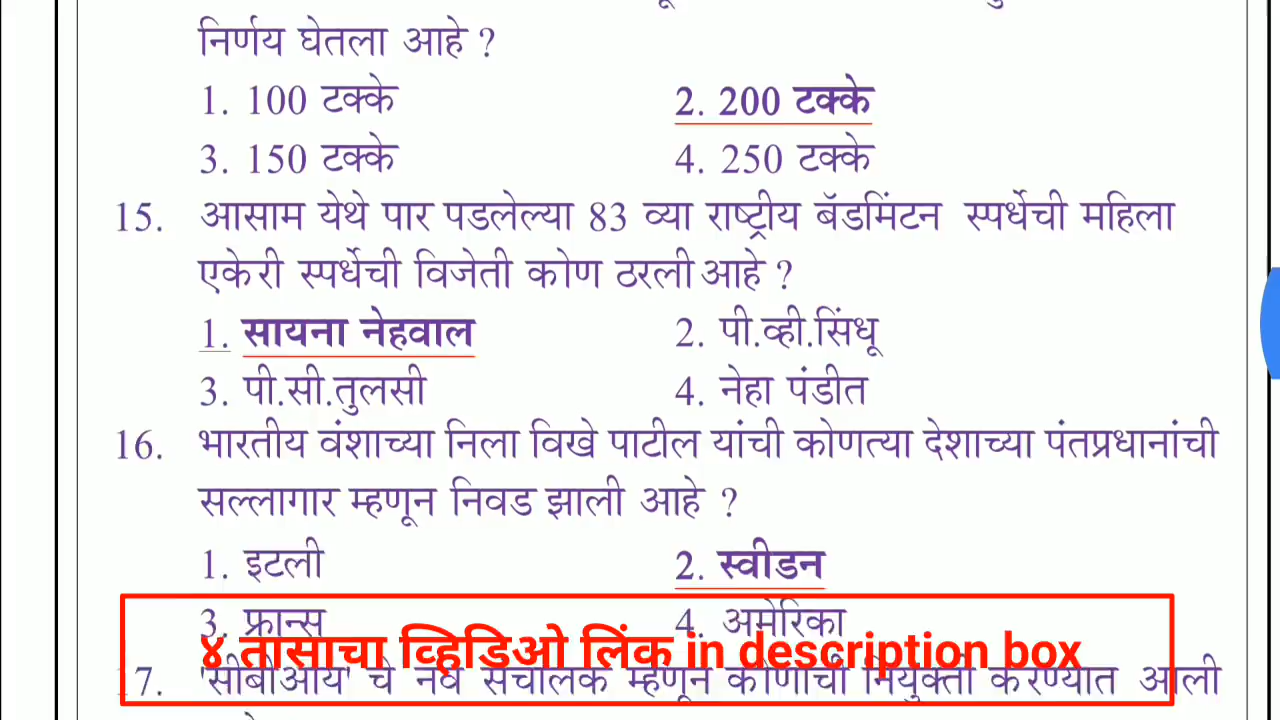 निर्णय घेतला आहे ?
1. 100 टक्के 2. 200 टक्के
3. 150 टक्के 4. 250 टक्के
15. आसाम येथे पार पडलेल्या 83 व्या राष्ट्रीय बॅडमिंटन स्पर्धेची महिला
एकेरी स्पर्धेची विजेती कोण ठरली आहे ?
1. सायना नेहवाल 2. पी.व्ही.सिंधू
3. पी.सी.तुलसी 4. नेहा पंडीत
16. भारतीय वंशाच्या निला विखे पाटील यांची कोणत्या देशाच्या पंतप्रधानांची
सल्लागार म्हणून निवड झाली आहे ?
1. इटली 2. स्वीडन
3. फ्रान्स 4. अमेरिका
४ तासाचा व्हिडिओ लिंक in description box
17. 'सीबीआय' चे नवे संचालक म्हणून कोणाची नियुक्ती करण्यात आली